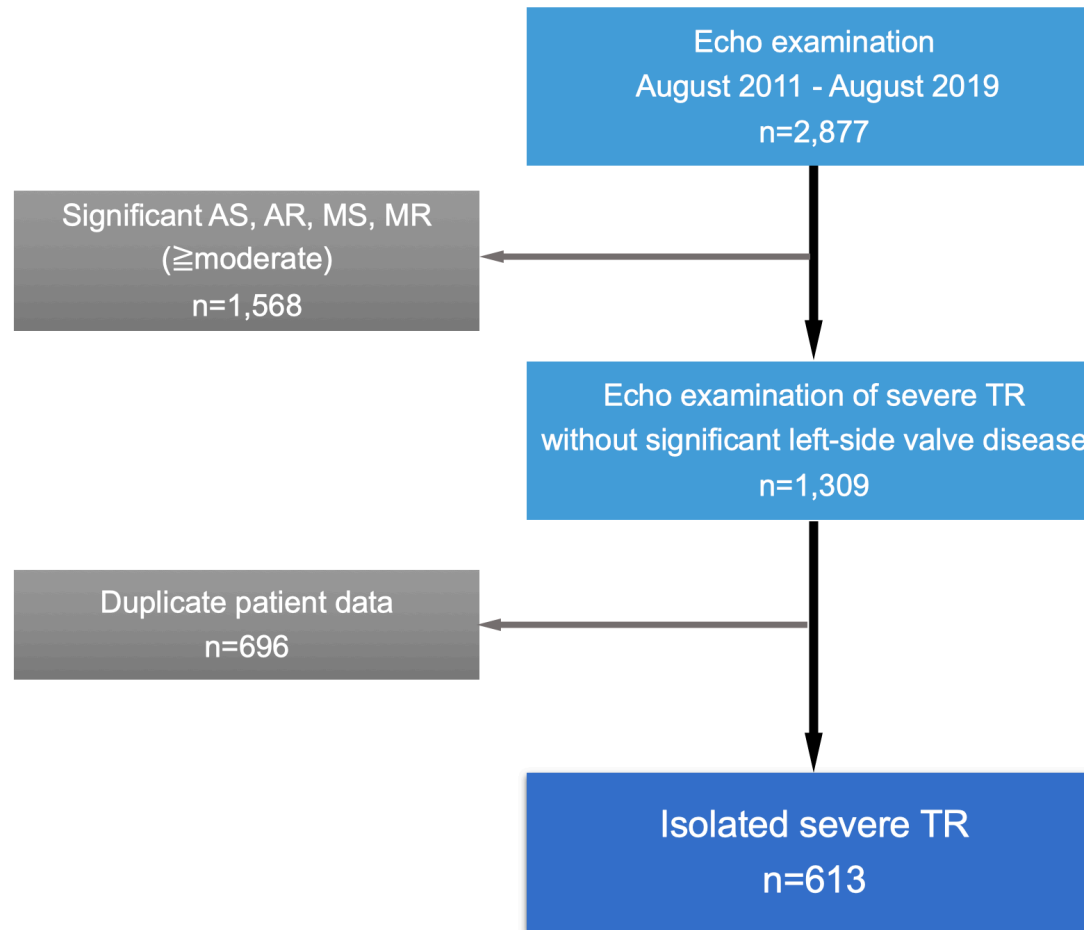 Echo examination
August 2011 - August 2019
n=2,877
Significant AS, AR, MS, MR
(≧moderate)
n=1,568
Echo examination of severe TR
without significant left-side valve disease
n=1,309
Duplicate patient data
n=696
Isolated severe TR
n=613